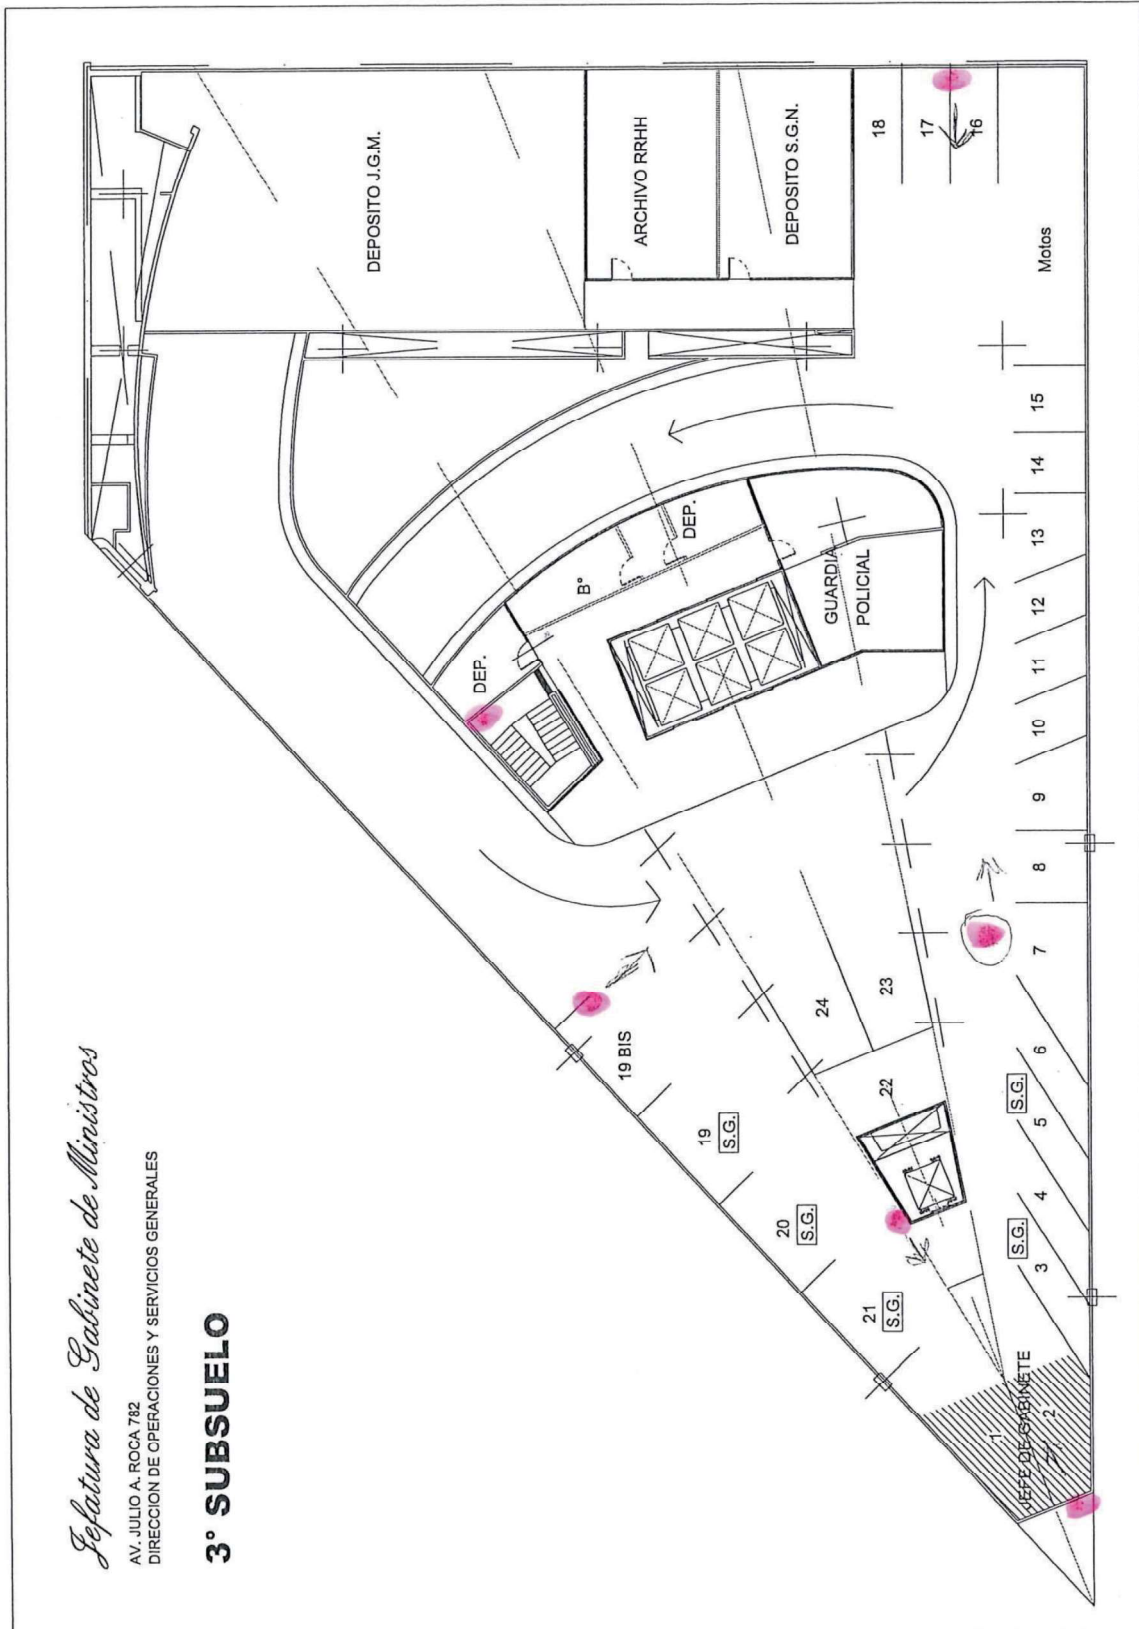 Jefatura de Gabinete de Ministros
AV. JULIO A. ROCA 782
DIRECCION DE OPERACIONES Y SERVICIOS GENERALES
3° SUBSUELO
DEPOSITO J.G.M.
ARCHIVO RRHH
DEPOSITO S.G.N.
18
17
16
Motos
DEP.
B°
DEP.
GUARDIA
POLICIAL
15
14
13
12
11
10
9
8
7
6
S.G.
5
4
S.G.
3
24
23
22
19 BIS
19
S.G.
20
S.G.
21
S.G.
1
JEFE DE GABINETE
2